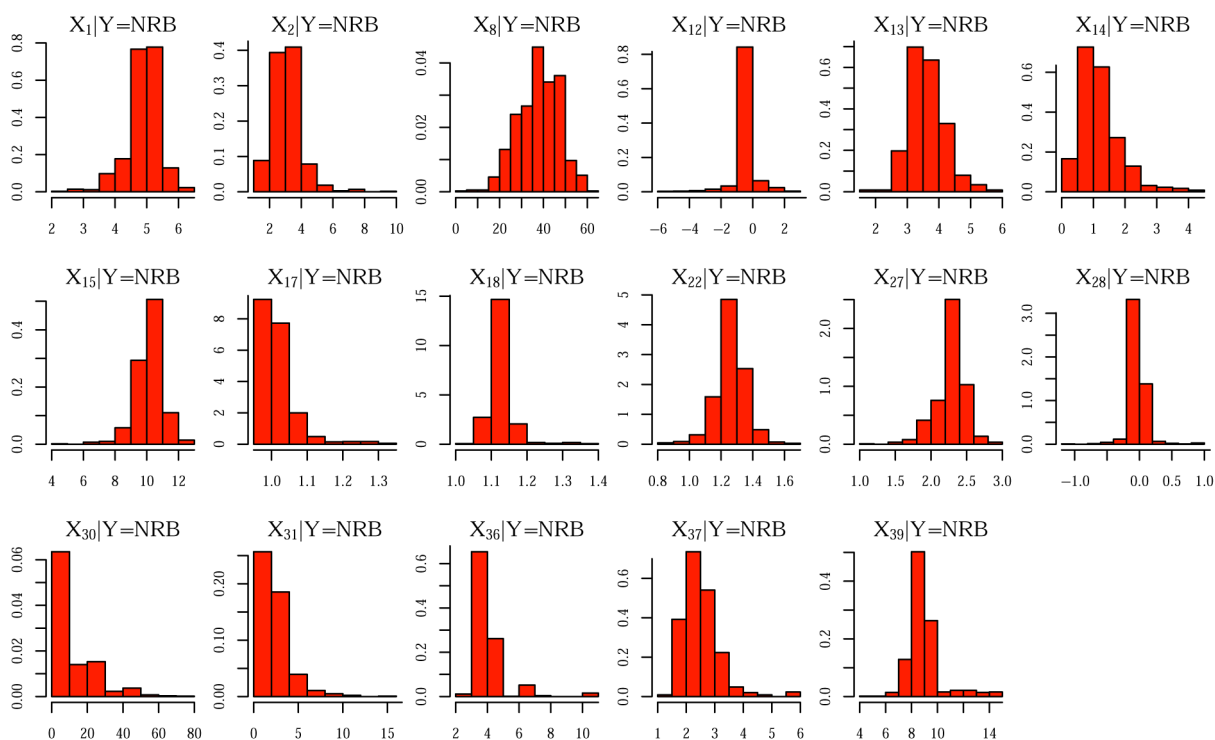 X₁|Y=NRB X₂|Y=NRB X₈|Y=NRB X₁₂|Y=NRB X₁₃|Y=NRB X₁₄|Y=NRB
0.0 0.2 0.4 0.6 0.8
2 3 4 5 6
0.0 0.1 0.2 0.3 0.4
2 4 6 8 10
0.00 0.02 0.04
0 20 40 60
0.0 0.2 0.4 0.6 0.8
−6 −4 −2 0 2
0.0 0.2 0.4 0.6
2 3 4 5 6
0.0 0.2 0.4 0.6
0 1 2 3 4
X₁₅|Y=NRB X₁₇|Y=NRB X₁₈|Y=NRB X₂₂|Y=NRB X₂₇|Y=NRB X₂₈|Y=NRB
0.0 0.2 0.4
4 6 8 10 12
0 2 4 6 8
1.0 1.1 1.2 1.3
0 5 10 15
1.0 1.1 1.2 1.3 1.4
0 1 2 3 4 5
0.8 1.0 1.2 1.4 1.6
0.0 1.0 2.0
1.0 1.5 2.0 2.5 3.0
0.0 1.0 2.0 3.0
−1.0 0.0 0.5 1.0
X₃₀|Y=NRB X₃₁|Y=NRB X₃₆|Y=NRB X₃₇|Y=NRB X₃₉|Y=NRB
0.00 0.02 0.04 0.06
0 20 40 60 80
0.00 0.10 0.20
0 5 10 15
0.0 0.2 0.4 0.6
2 4 6 8 10
0.0 0.2 0.4 0.6
1 2 3 4 5 6
0.0 0.2 0.4
4 6 8 10 14